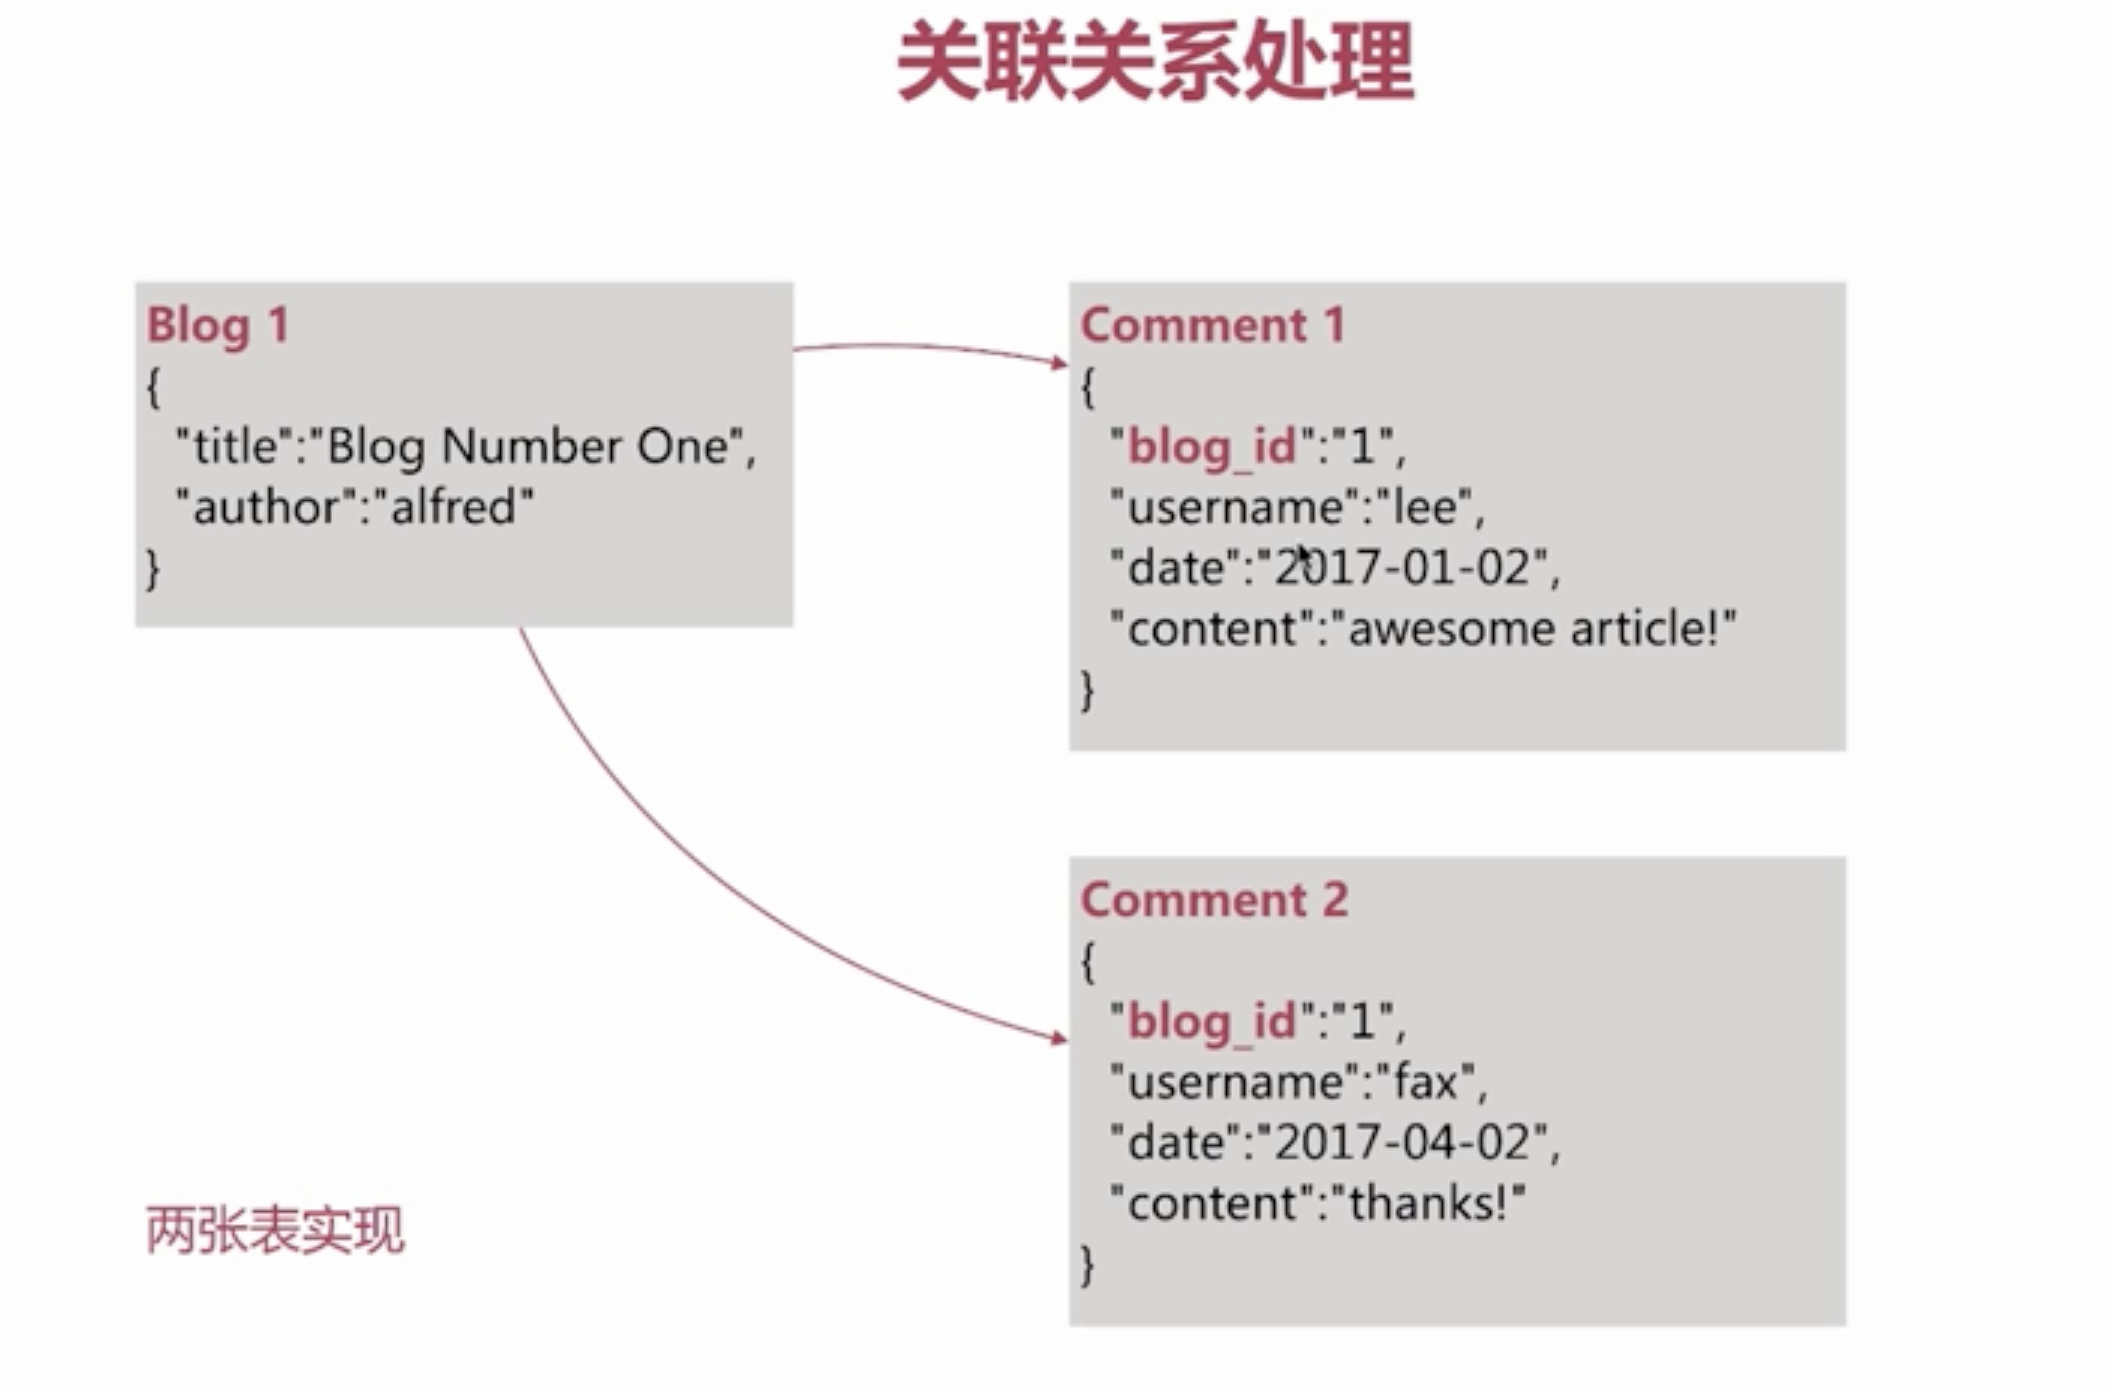 关联关系处理
Blog 1
{
"title":"Blog Number One",
"author":"alfred"
}
Comment 1
{
"blog_id":"1",
"username":"lee",
"date":"2017-01-02",
"content":"awesome article!"
}
Comment 2
{
"blog_id":"1",
"username":"fax",
"date":"2017-04-02",
"content":"thanks!"
}
两张表实现